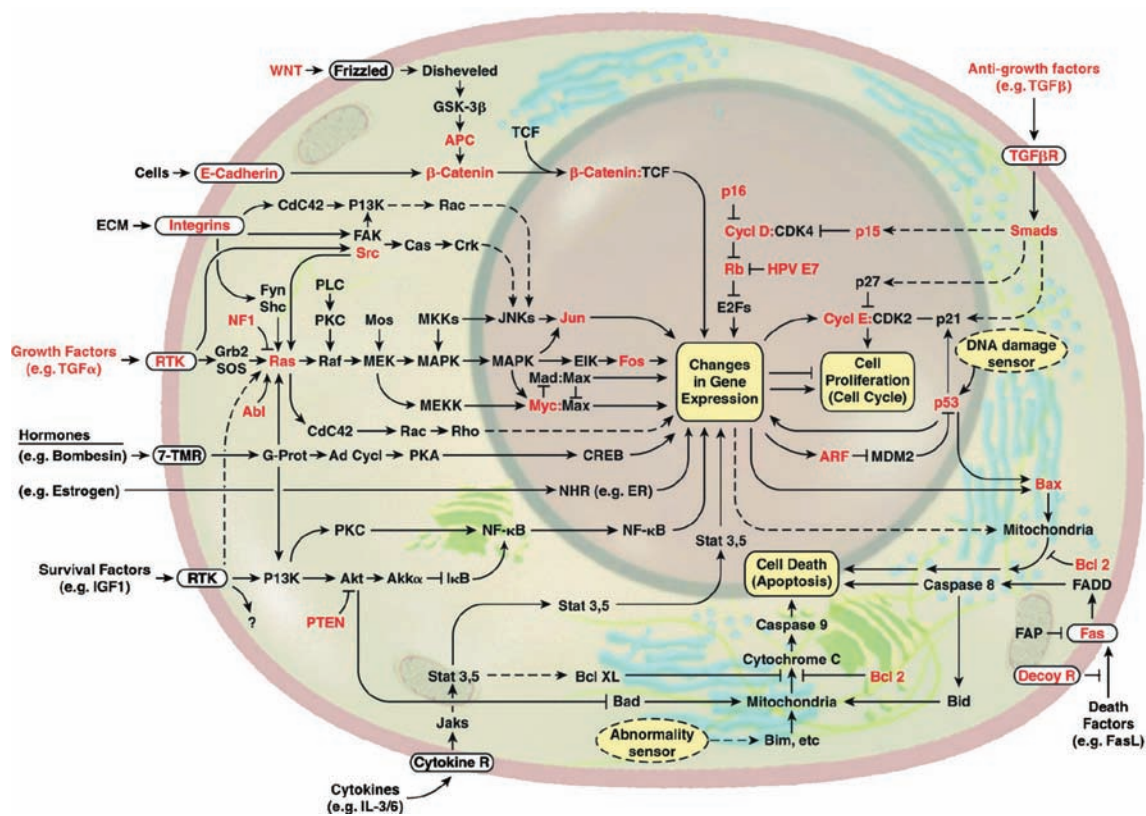 WNT
Frizzled
Disheveled
GSK-3β
APC
TCF
Anti-growth factors
(e.g. TGFβ)
TGFβR
Cells
E-Cadherin
β-Catenin
β-Catenin:TCF
p16
ECM
Integrins
CdC42
P13K
Rac
FAK
Src
Cas
Crk
Cycl D:CDK4
p15
Smads
Rb
HPV E7
E2Fs
p27
Fyn
Shc
PLC
NF1
PKC
Mos
MKKs
JNKs
Jun
Cycl E:CDK2
p21
DNA damage
sensor
Growth Factors
(e.g. TGFα)
RTK
Grb2
SOS
Ras
Raf
MEK
MAPK
MAPK
ElK
Fos
Changes
in Gene
Expression
Cell
Proliferation
(Cell Cycle)
Mad:Max
Abl
MEKK
Myc:Max
p53
CdC42
Rac
Rho
Hormones
(e.g. Bombesin)
7-TMR
G-Prot
Ad Cycl
PKA
CREB
ARF
MDM2
(e.g. Estrogen)
NHR (e.g. ER)
Bax
PKC
NF-κB
NF-κB
Stat 3,5
Mitochondria
Survival Factors
(e.g. IGF1)
RTK
P13K
Akt
Akkα
IκB
Cell Death
(Apoptosis)
Bcl 2
Caspase 8
FADD
?
PTEN
Stat 3,5
Caspase 9
FAP
Fas
Cytochrome C
Stat 3,5
Bcl XL
Bcl 2
Decoy R
Bad
Mitochondria
Bid
Death
Factors
(e.g. FasL)
Jaks
Abnormality
sensor
Bim, etc
Cytokine R
Cytokines
(e.g. IL-3/6)